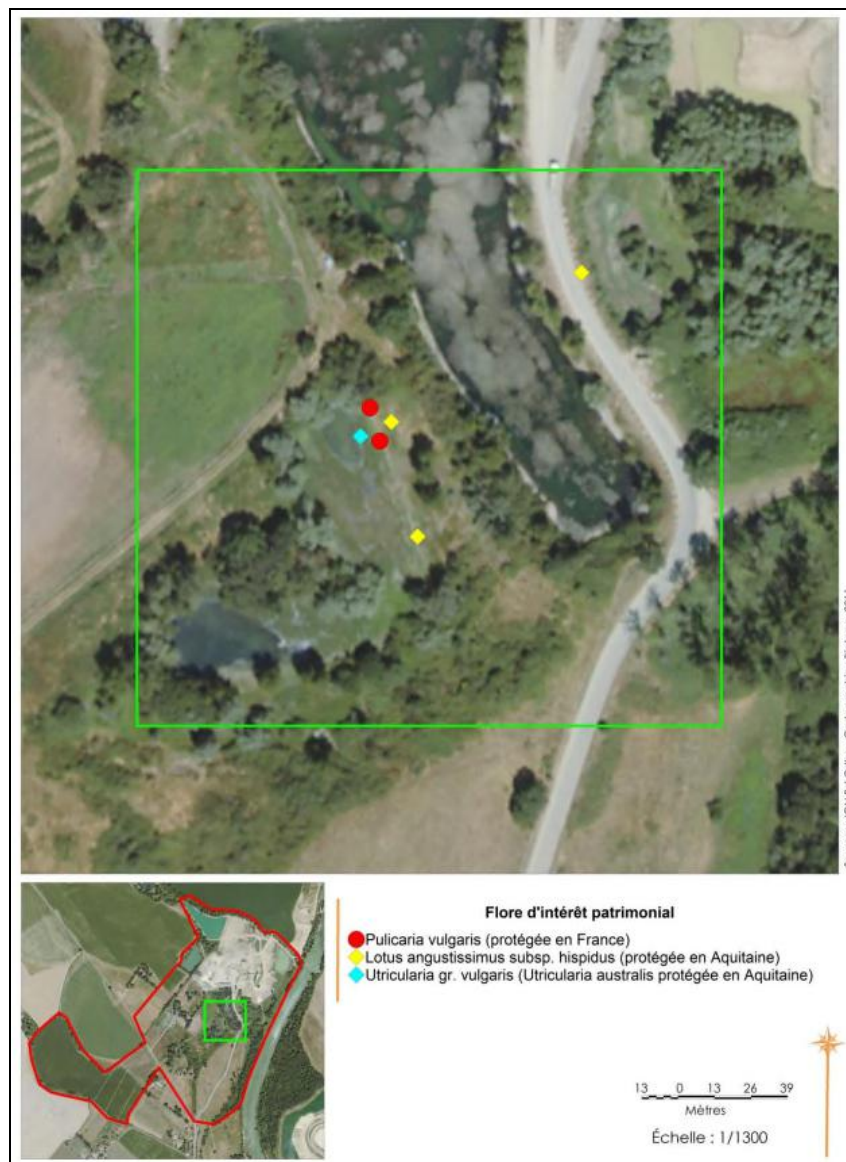 Flore d'intérêt patrimonial
Pulicaria vulgaris (protégée en France)
Lotus angustissimus subsp. hispidus (protégée en Aquitaine)
Utricularia gr. vulgaris (Utricularia australis protégée en Aquitaine)
13 0 13 26 39
Mètres
Échelle : 1/1300